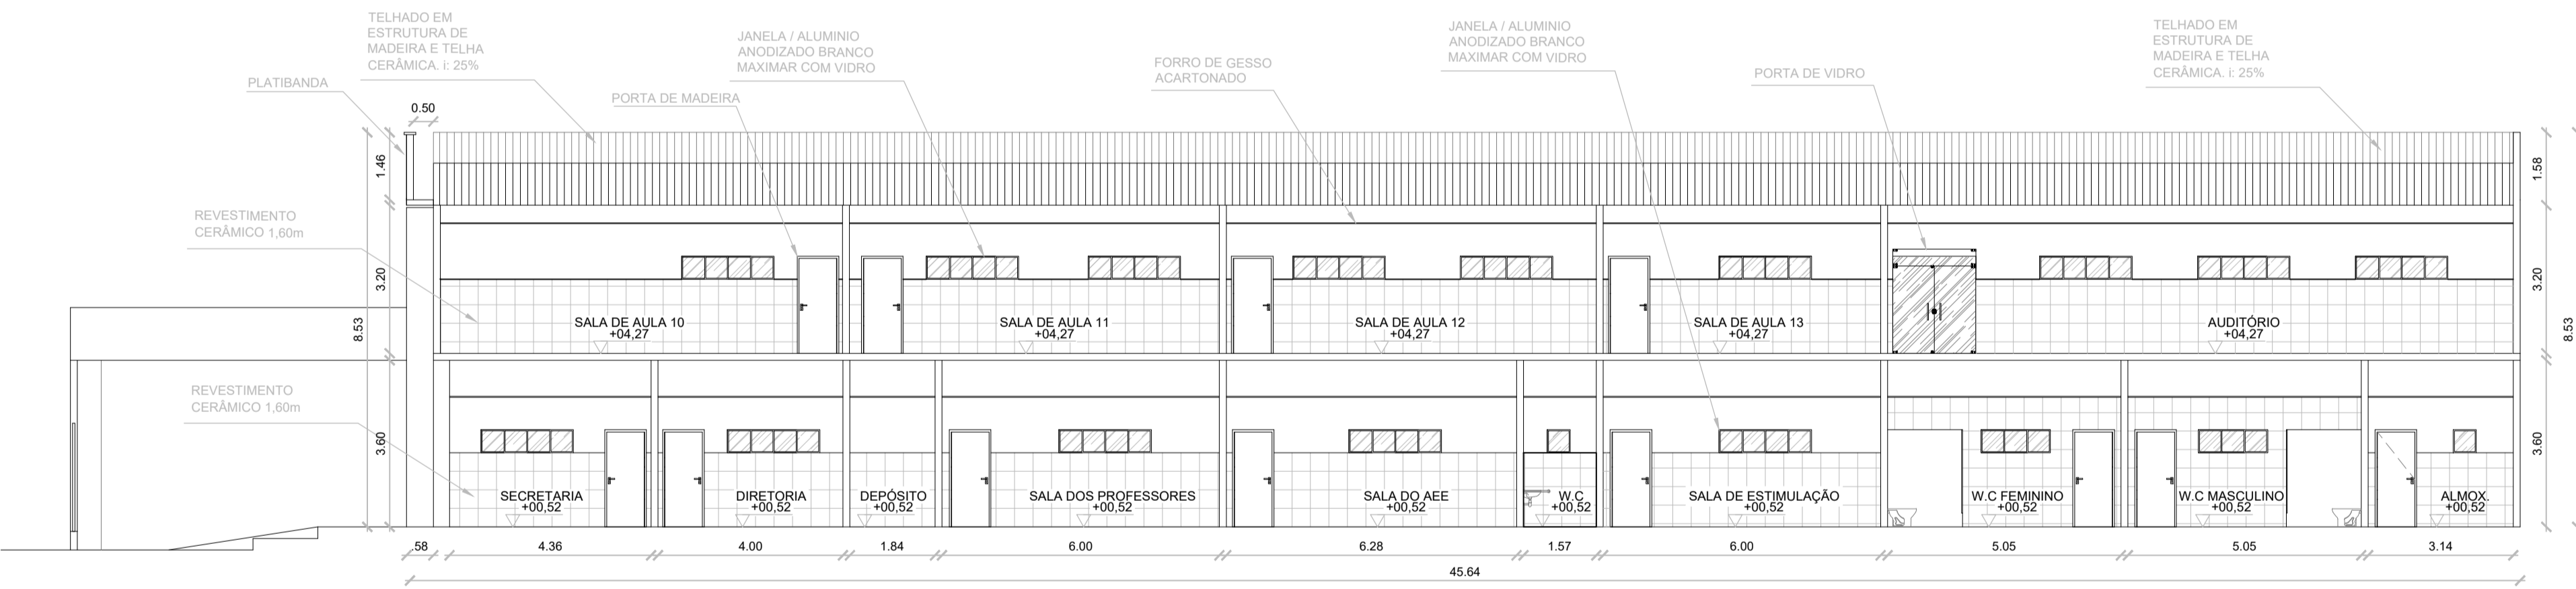 TELHADO EM
ESTRUTURA DE
MADEIRA E TELHA
CERÂMICA. i: 25%
JANELA / ALUMINIO
ANODIZADO BRANCO
MAXIMAR COM VIDRO
JANELA / ALUMINIO
ANODIZADO BRANCO
MAXIMAR COM VIDRO
TELHADO EM
ESTRUTURA DE
MADEIRA E TELHA
CERÂMICA. i: 25%
PLATIBANDA
PORTA DE MADEIRA
FORRO DE GESSO
ACARTONADO
PORTA DE VIDRO
0.50
1.46
1.58
REVESTIMENTO
CERÂMICO 1,60m
3.20
3.20
8.53
8.53
SALA DE AULA 10
+04,27
SALA DE AULA 11
+04,27
SALA DE AULA 12
+04,27
SALA DE AULA 13
+04,27
AUDITÓRIO
+04,27
REVESTIMENTO
CERÂMICO 1,60m
3.60
3.60
SECRETARIA
+00,52
DIRETORIA
+00,52
DEPÓSITO
+00,52
SALA DOS PROFESSORES
+00,52
SALA DO AEE
+00,52
W.C
+00,52
SALA DE ESTIMULAÇÃO
+00,52
W.C FEMININO
+00,52
W.C MASCULINO
+00,52
ALMOX.
+00,52
.58
4.36
4.00
1.84
6.00
6.28
1.57
6.00
5.05
5.05
3.14
45.64